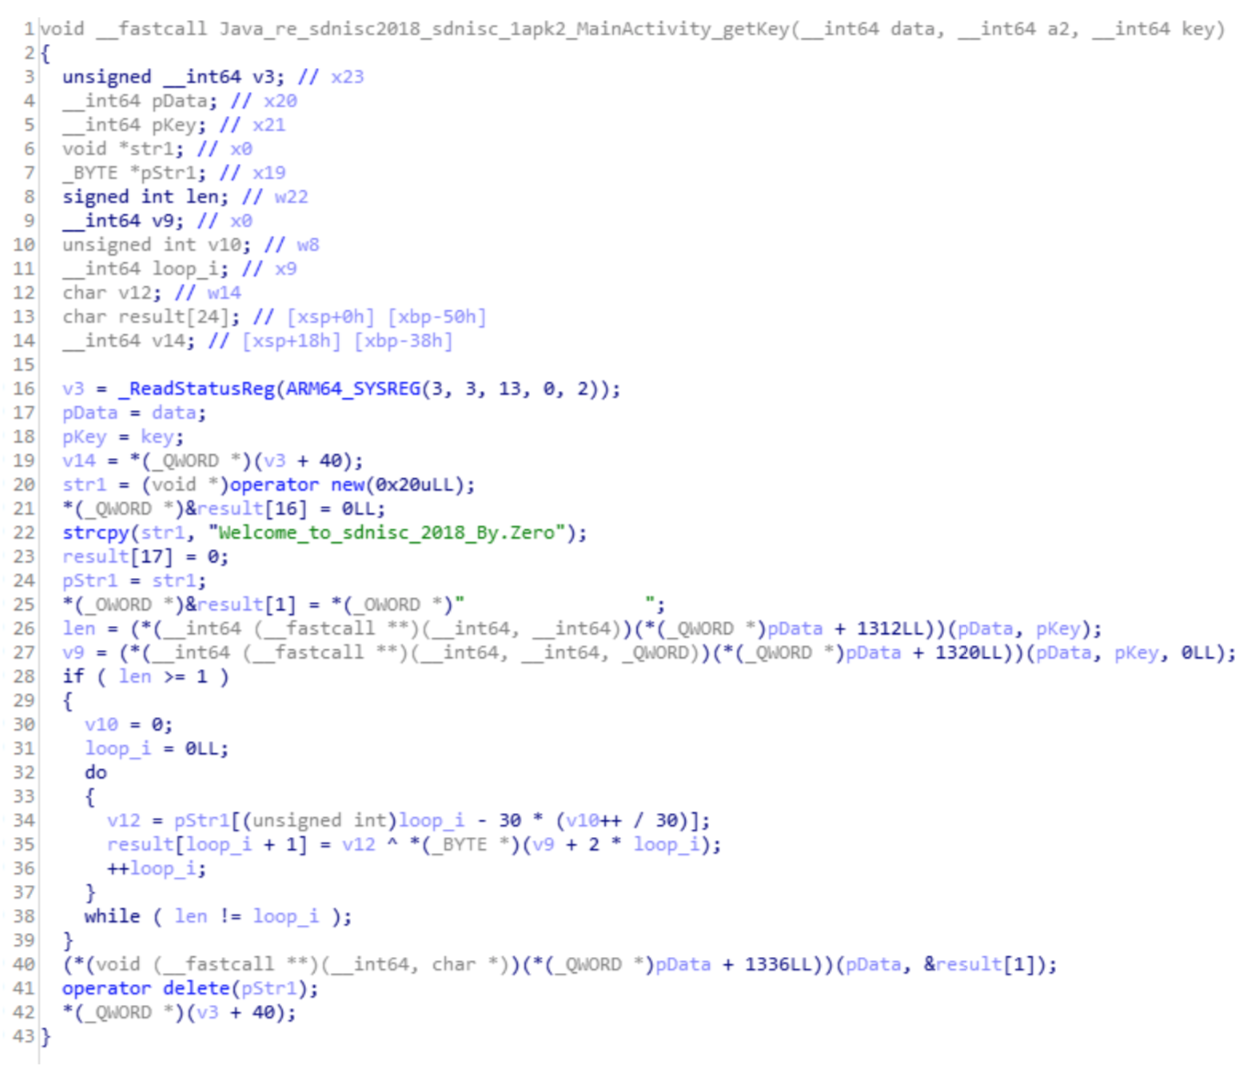 1 void __fastcall Java_re_sdnisc2018_sdnisc_1apk2_MainActivity_getKey(__int64 data, __int64 a2, __int64 key)
2 {
3   unsigned __int64 v3; // x23
4   __int64 pData; // x20
5   __int64 pKey; // x21
6   void *str1; // x0
7   _BYTE *pStr1; // x19
8   signed int len; // w22
9   __int64 v9; // x0
10   unsigned int v10; // w8
11   __int64 loop_i; // x9
12   char v12; // w14
13   char result[24]; // [xsp+0h] [xbp-50h]
14   __int64 v14; // [xsp+18h] [xbp-38h]
15
16   v3 = _ReadStatusReg(ARM64_SYSREG(3, 3, 13, 0, 2));
17   pData = data;
18   pKey = key;
19   v14 = *(_QWORD *)(v3 + 40);
20   str1 = (void *)operator new(0x20uLL);
21   *(_QWORD *)&result[16] = 0LL;
22   strcpy(str1, "Welcome_to_sdnisc_2018_By.Zero");
23   result[17] = 0;
24   pStr1 = str1;
25   *(_OWORD *)&result[1] = *(_OWORD *)"                ";
26   len = (*(__int64 (__fastcall **)(__int64, __int64))(*(_QWORD *)pData + 1312LL))(pData, pKey);
27   v9 = (*(__int64 (__fastcall **)(__int64, __int64, _QWORD))(*(_QWORD *)pData + 1320LL))(pData, pKey, 0LL);
28   if ( len >= 1 )
29   {
30     v10 = 0;
31     loop_i = 0LL;
32     do
33     {
34       v12 = pStr1[(unsigned int)loop_i - 30 * (v10++ / 30)];
35       result[loop_i + 1] = v12 ^ *(_BYTE *)(v9 + 2 * loop_i);
36       ++loop_i;
37     }
38     while ( len != loop_i );
39   }
40   (*(void (__fastcall **)(__int64, char *))(*(_QWORD *)pData + 1336LL))(pData, &result[1]);
41   operator delete(pStr1);
42   *(_QWORD *)(v3 + 40);
43 }